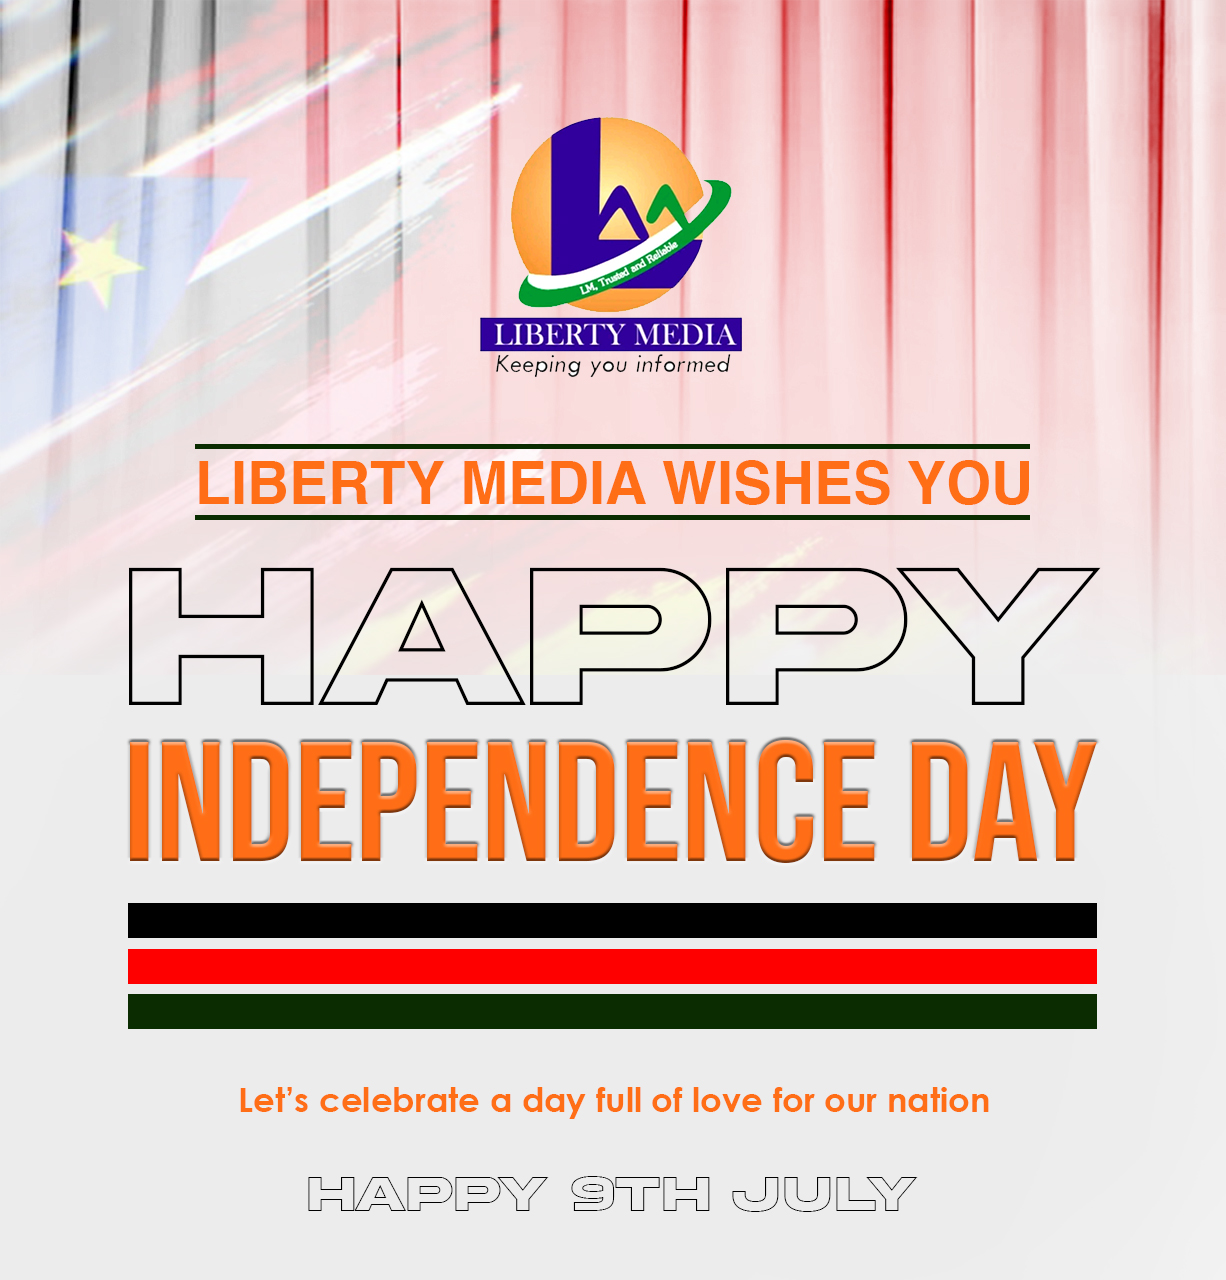 LM, Trusted and Reliable
LIBERTY MEDIA
Keeping you informed
LIBERTY MEDIA WISHES YOU
HAPPY
INDEPENDENCE DAY
Let’s celebrate a day full of love for our nation
HAPPY 9TH JULY